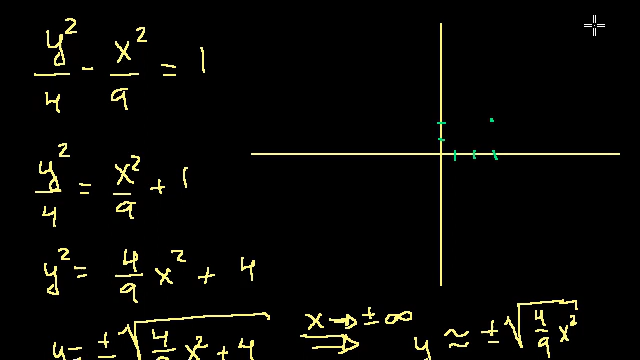 y²/4 - x²/9 = 1
y²/4 = x²/9 + 1
y² = 4/9 x² + 4
y = ±√(4/9 x² + 4) x → ±∞ ⇒ y ≈ ±√(4/9 x²)